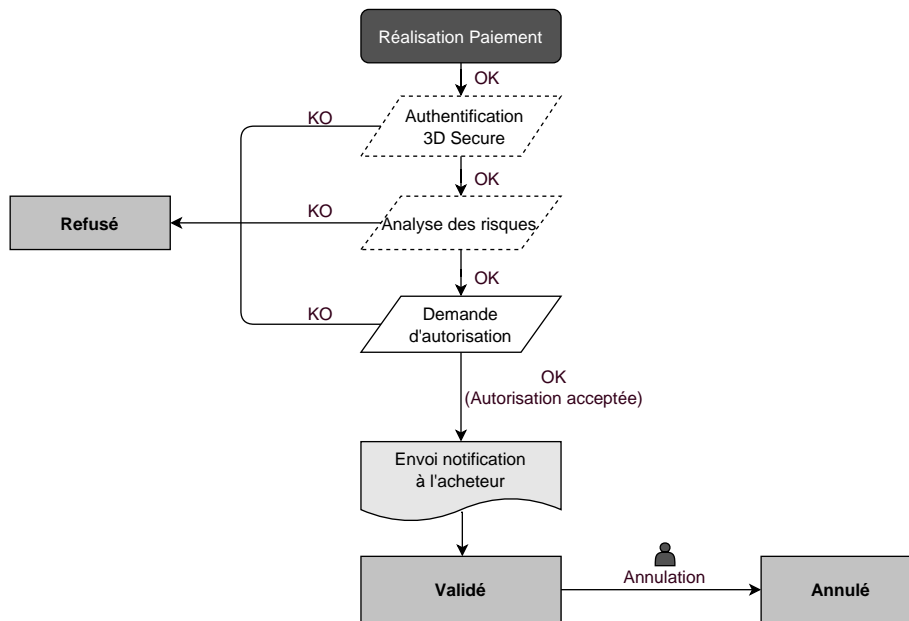 Réalisation Paiement
OK
KO
Authentification
3D Secure
OK
Refusé
KO
Analyse des risques
OK
KO
Demande
d'autorisation
OK
(Autorisation acceptée)
Envoi notification
à l'acheteur
Validé
Annulation
Annulé